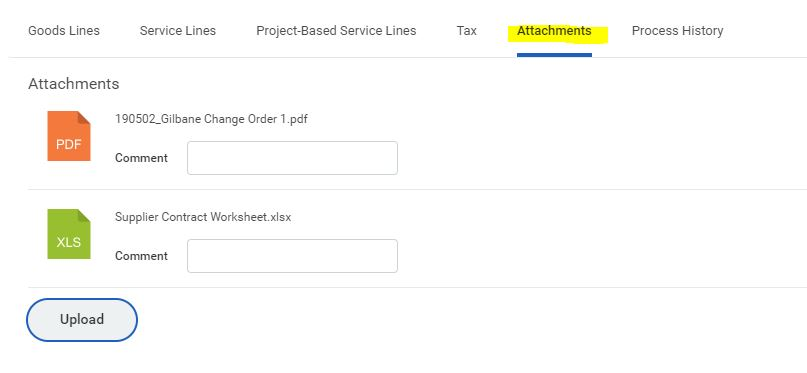 Goods Lines Service Lines Project-Based Service Lines Tax Attachments Process History
Attachments
PDF
190502_Gilbane Change Order 1.pdf
Comment
XLS
Supplier Contract Worksheet.xlsx
Comment
Upload